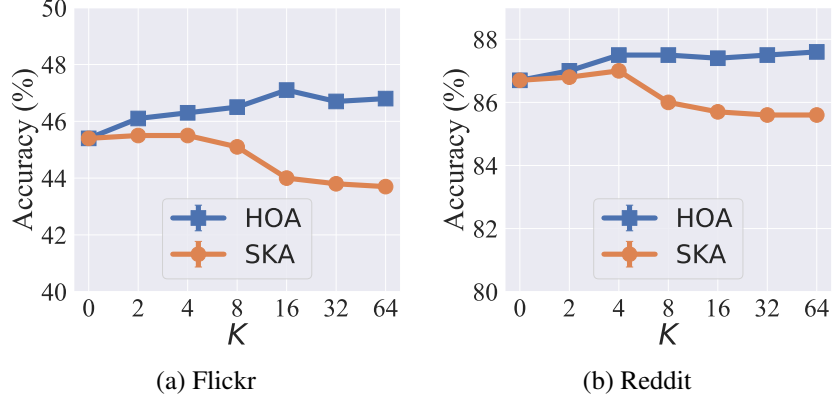 50
48
46
44
42
40
Accuracy (%)
HOA
SKA
0 2 4 8 16 32 64
K
(a) Flickr
88
86
85
82
80
Accuracy (%)
HOA
SKA
0 2 4 8 16 32 64
K
(b) Reddit